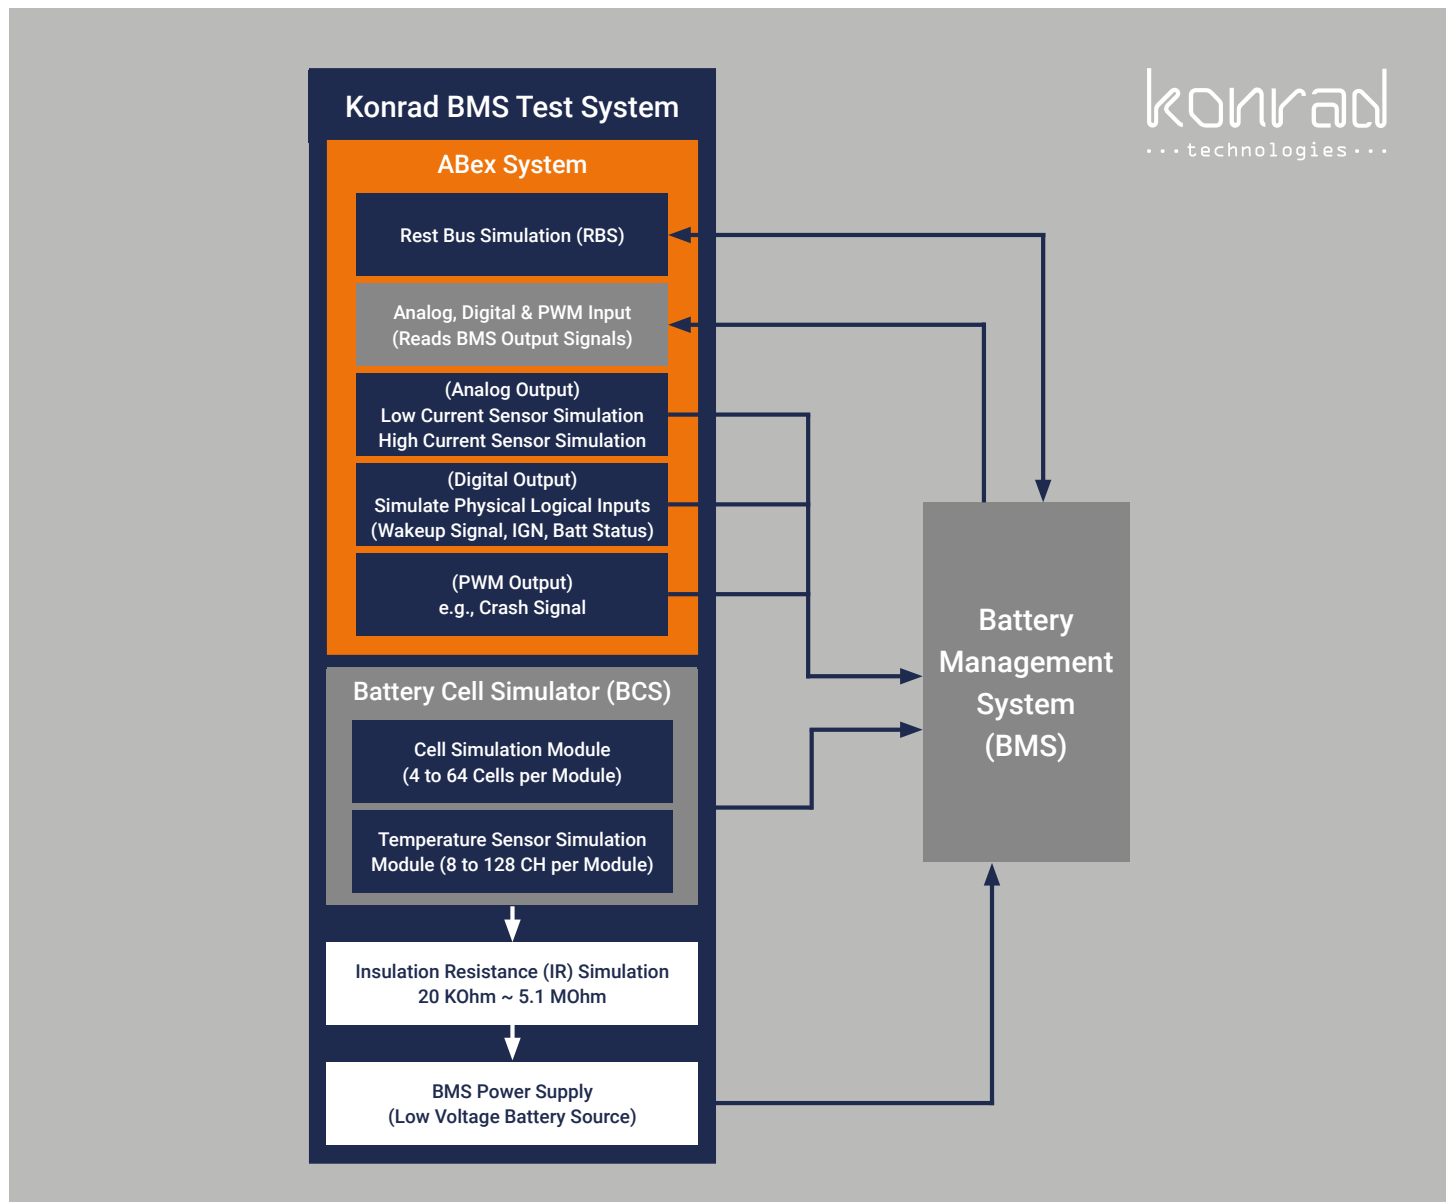 Konrad BMS Test System
konrad
technologies
ABex System
Rest Bus Simulation (RBS)
Analog, Digital & PWM Input
(Reads BMS Output Signals)
(Analog Output)
Low Current Sensor Simulation
High Current Sensor Simulation
(Digital Output)
Simulate Physical Logical Inputs
(Wakeup Signal, IGN, Batt Status)
(PWM Output)
e.g., Crash Signal
Battery Cell Simulator (BCS)
Cell Simulation Module
(4 to 64 Cells per Module)
Temperature Sensor Simulation
Module (8 to 128 CH per Module)
Insulation Resistance (IR) Simulation
20 KOhm ~ 5.1 MOhm
BMS Power Supply
(Low Voltage Battery Source)
Battery
Management
System
(BMS)